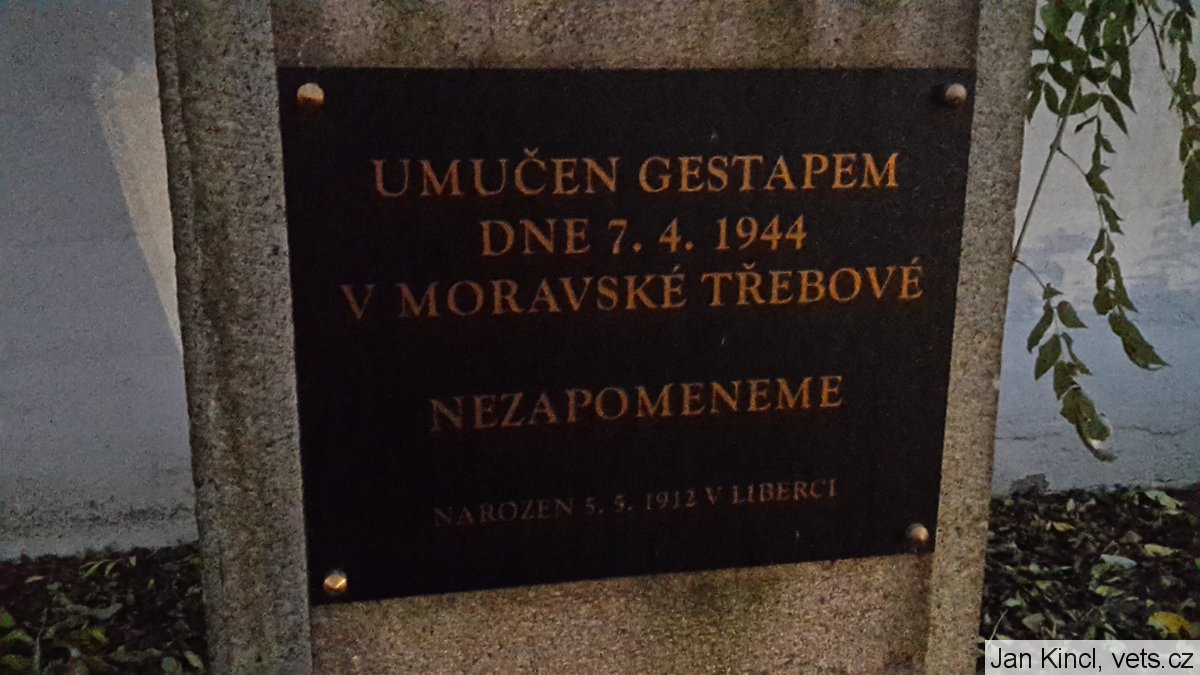 UMUČEN GESTAPEM
DNE 7. 4. 1944
V MORAVSKÉ TŘEBOVÉ
NEZAPOMENEME
NAROZEN 5. 5. 1912 V LIBERCI
Jan Kincl, vets.cz